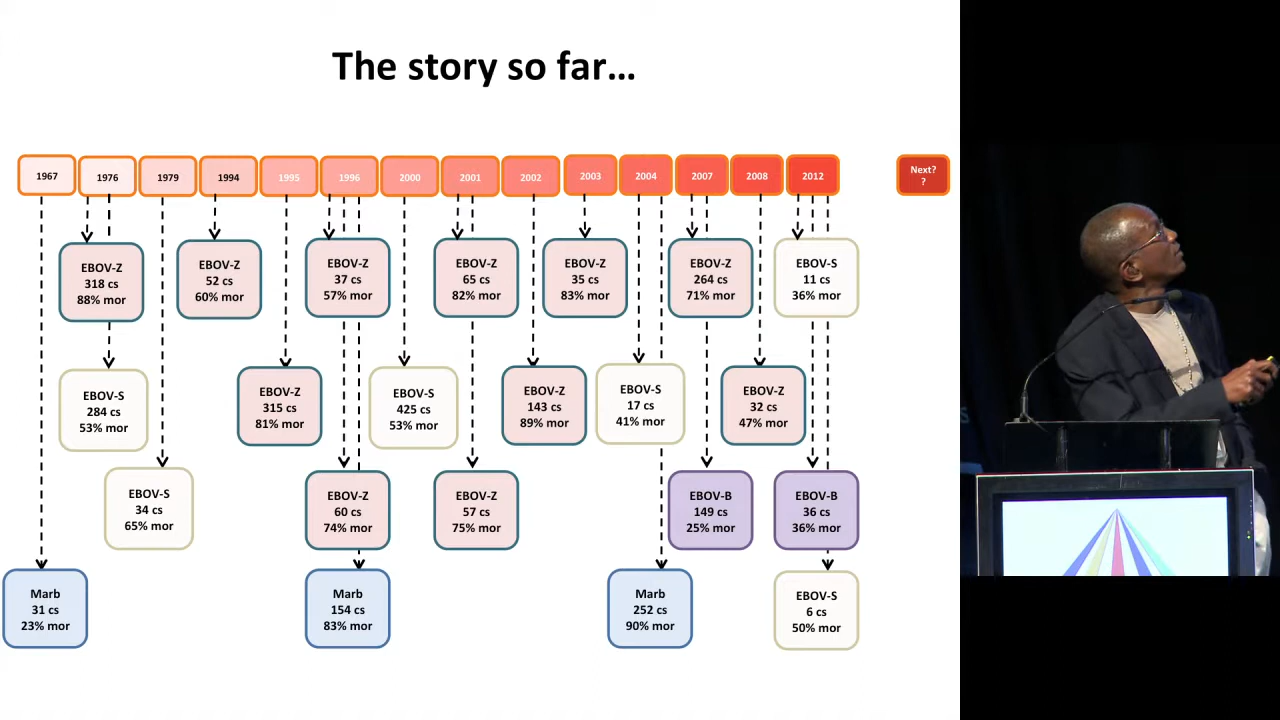 The story so far...
1967
1976
1979
1994
1995
1996
2000
2001
2002
2003
2004
2007
2008
2012
Next?
?
EBOV-Z
318 cs
88% mor
EBOV-Z
52 cs
60% mor
EBOV-Z
37 cs
57% mor
EBOV-Z
65 cs
82% mor
EBOV-Z
35 cs
83% mor
EBOV-Z
264 cs
71% mor
EBOV-S
11 cs
36% mor
EBOV-S
284 cs
53% mor
EBOV-Z
315 cs
81% mor
EBOV-S
425 cs
53% mor
EBOV-Z
143 cs
89% mor
EBOV-S
17 cs
41% mor
EBOV-Z
32 cs
47% mor
EBOV-S
34 cs
65% mor
EBOV-Z
60 cs
74% mor
EBOV-Z
57 cs
75% mor
EBOV-B
149 cs
25% mor
EBOV-B
36 cs
36% mor
Marb
31 cs
23% mor
Marb
154 cs
83% mor
Marb
252 cs
90% mor
EBOV-S
6 cs
50% mor